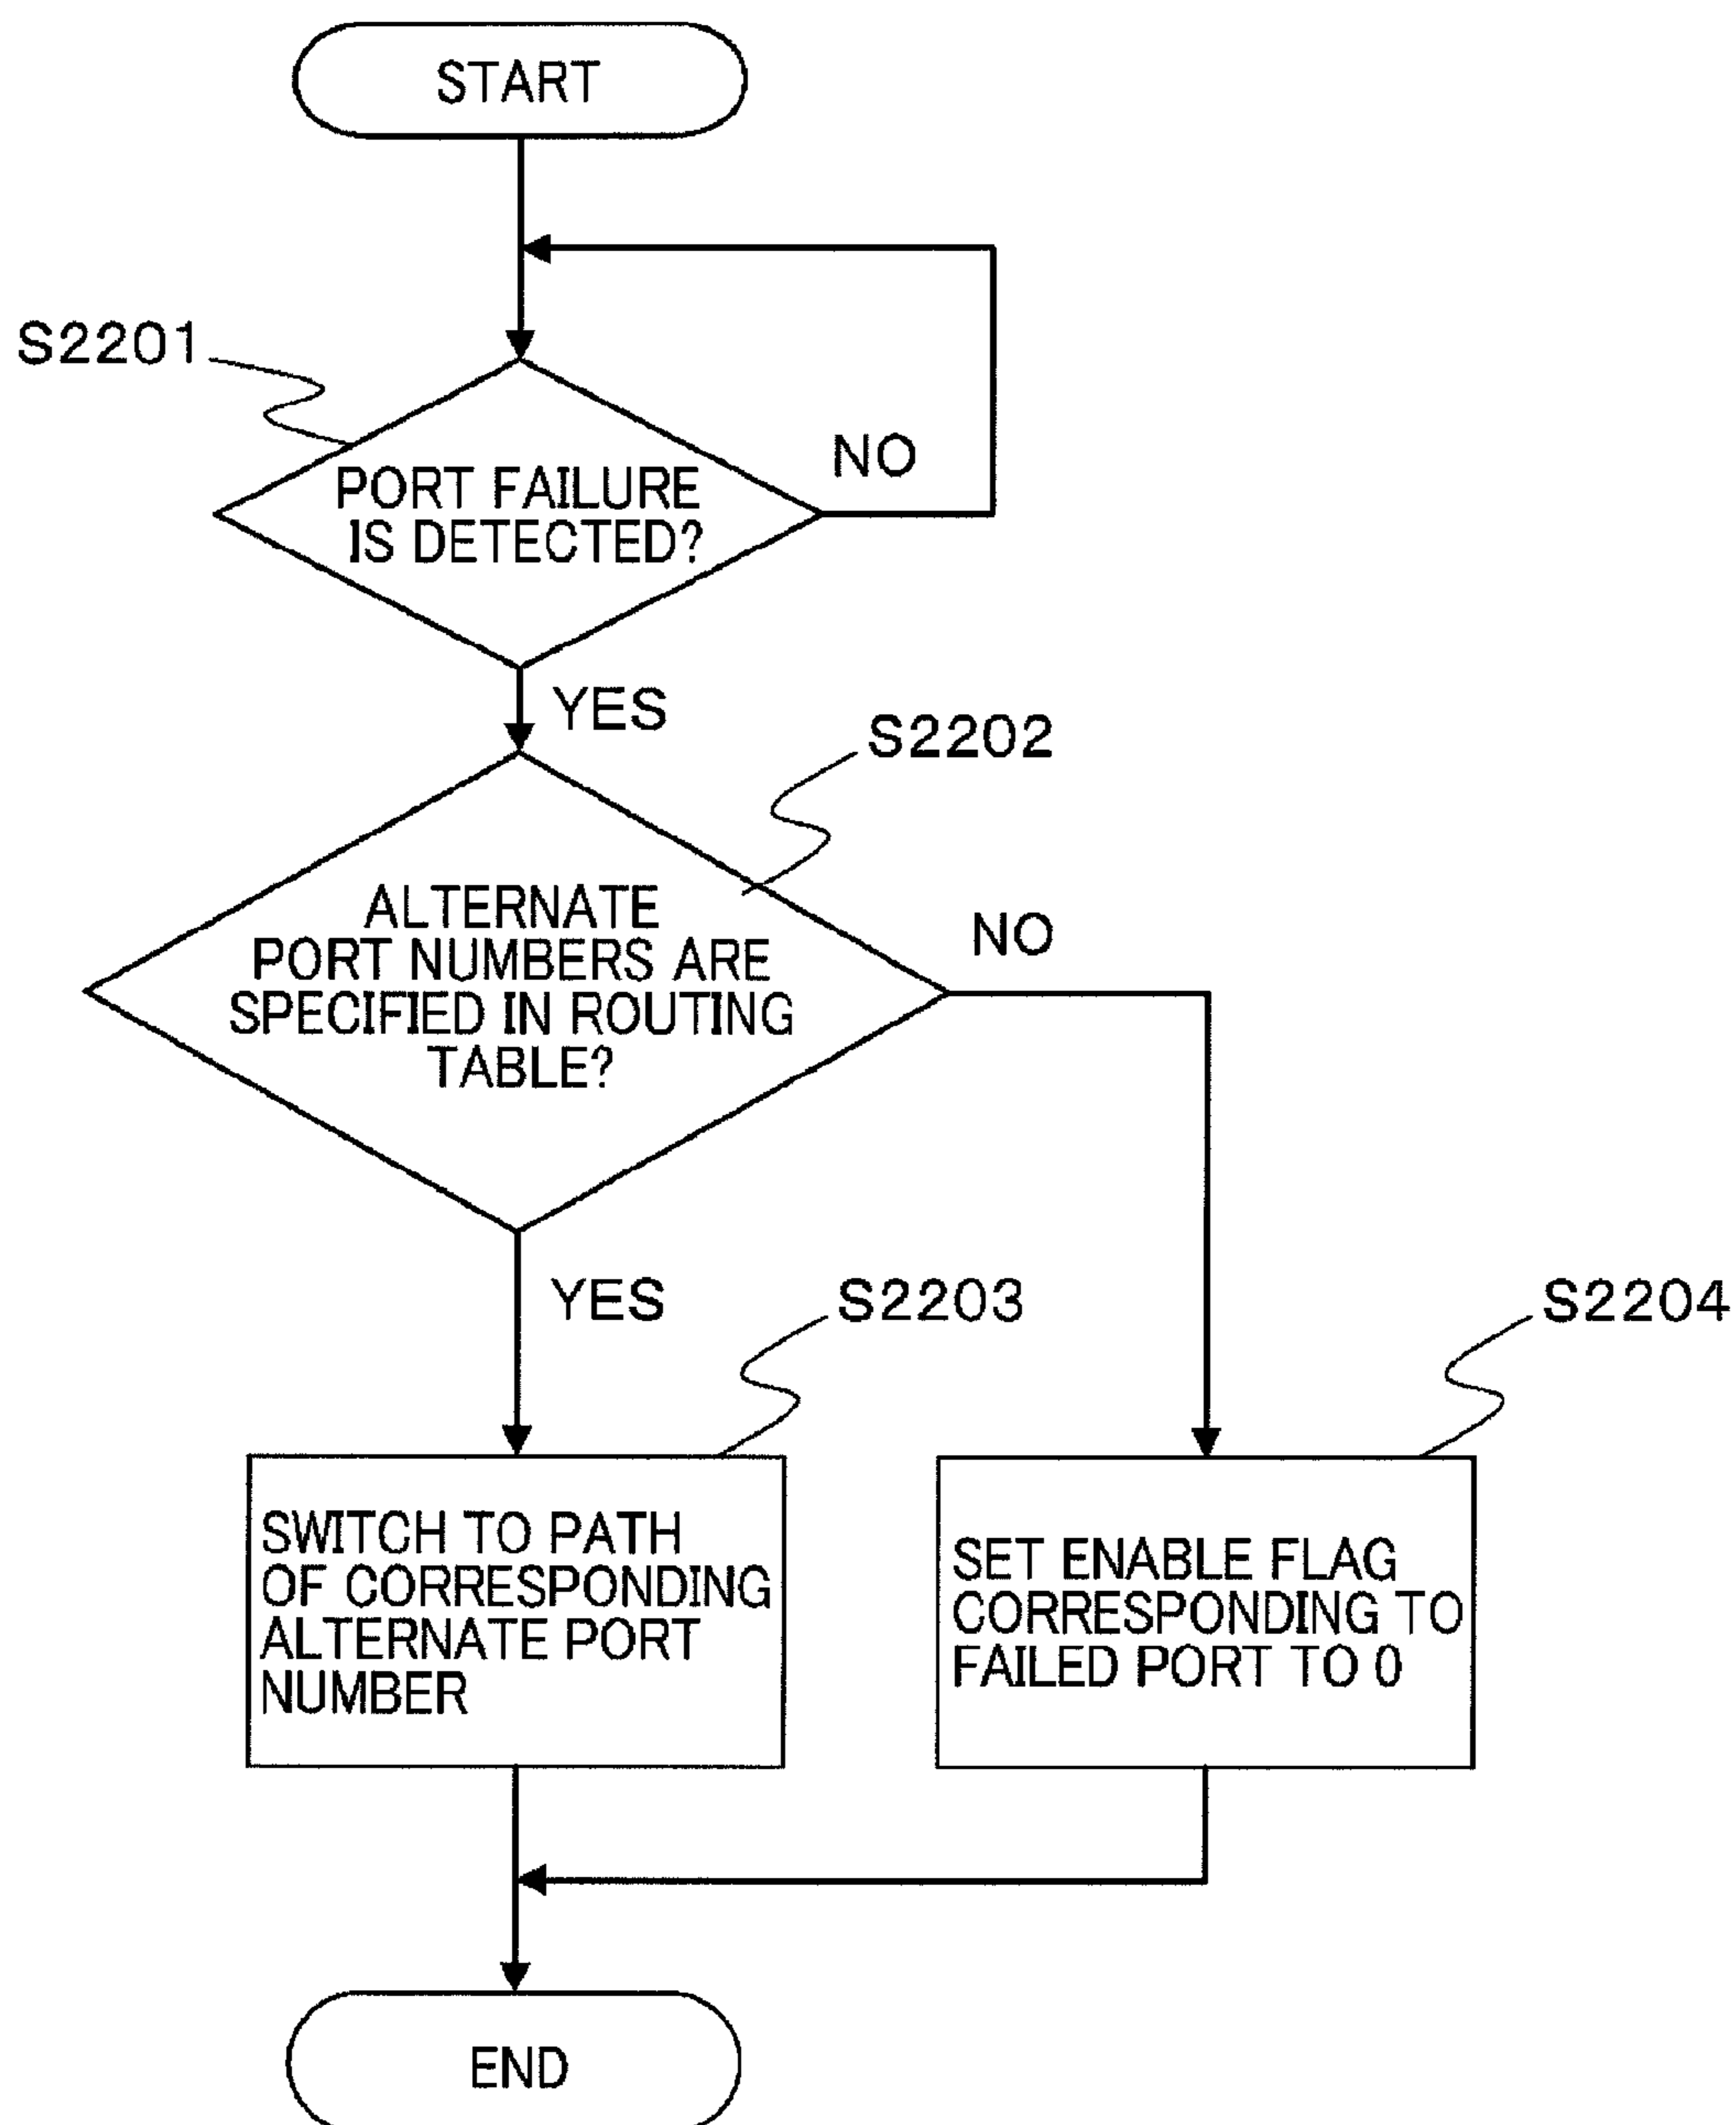 START
S2201
NO
PORT FAILURE
IS DETECTED?
YES
S2202
ALTERNATE
PORT NUMBERS ARE
SPECIFIED IN ROUTING
TABLE?
NO
YES
S2203
S2204
SWITCH TO PATH
OF CORRESPONDING
ALTERNATE PORT
NUMBER
SET ENABLE FLAG
CORRESPONDING TO
FAILED PORT TO 0
END